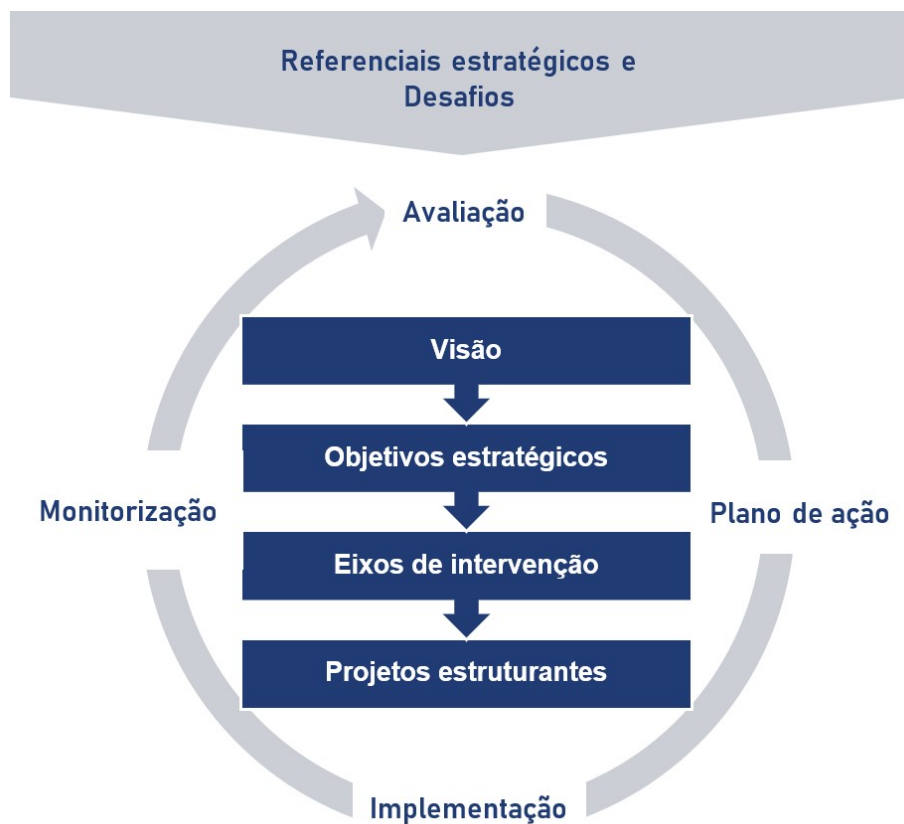 Referenciais estratégicos e
Desafios
Avaliação
Visão
Objetivos estratégicos
Monitorização
Plano de ação
Eixos de intervenção
Projetos estruturantes
Implementação